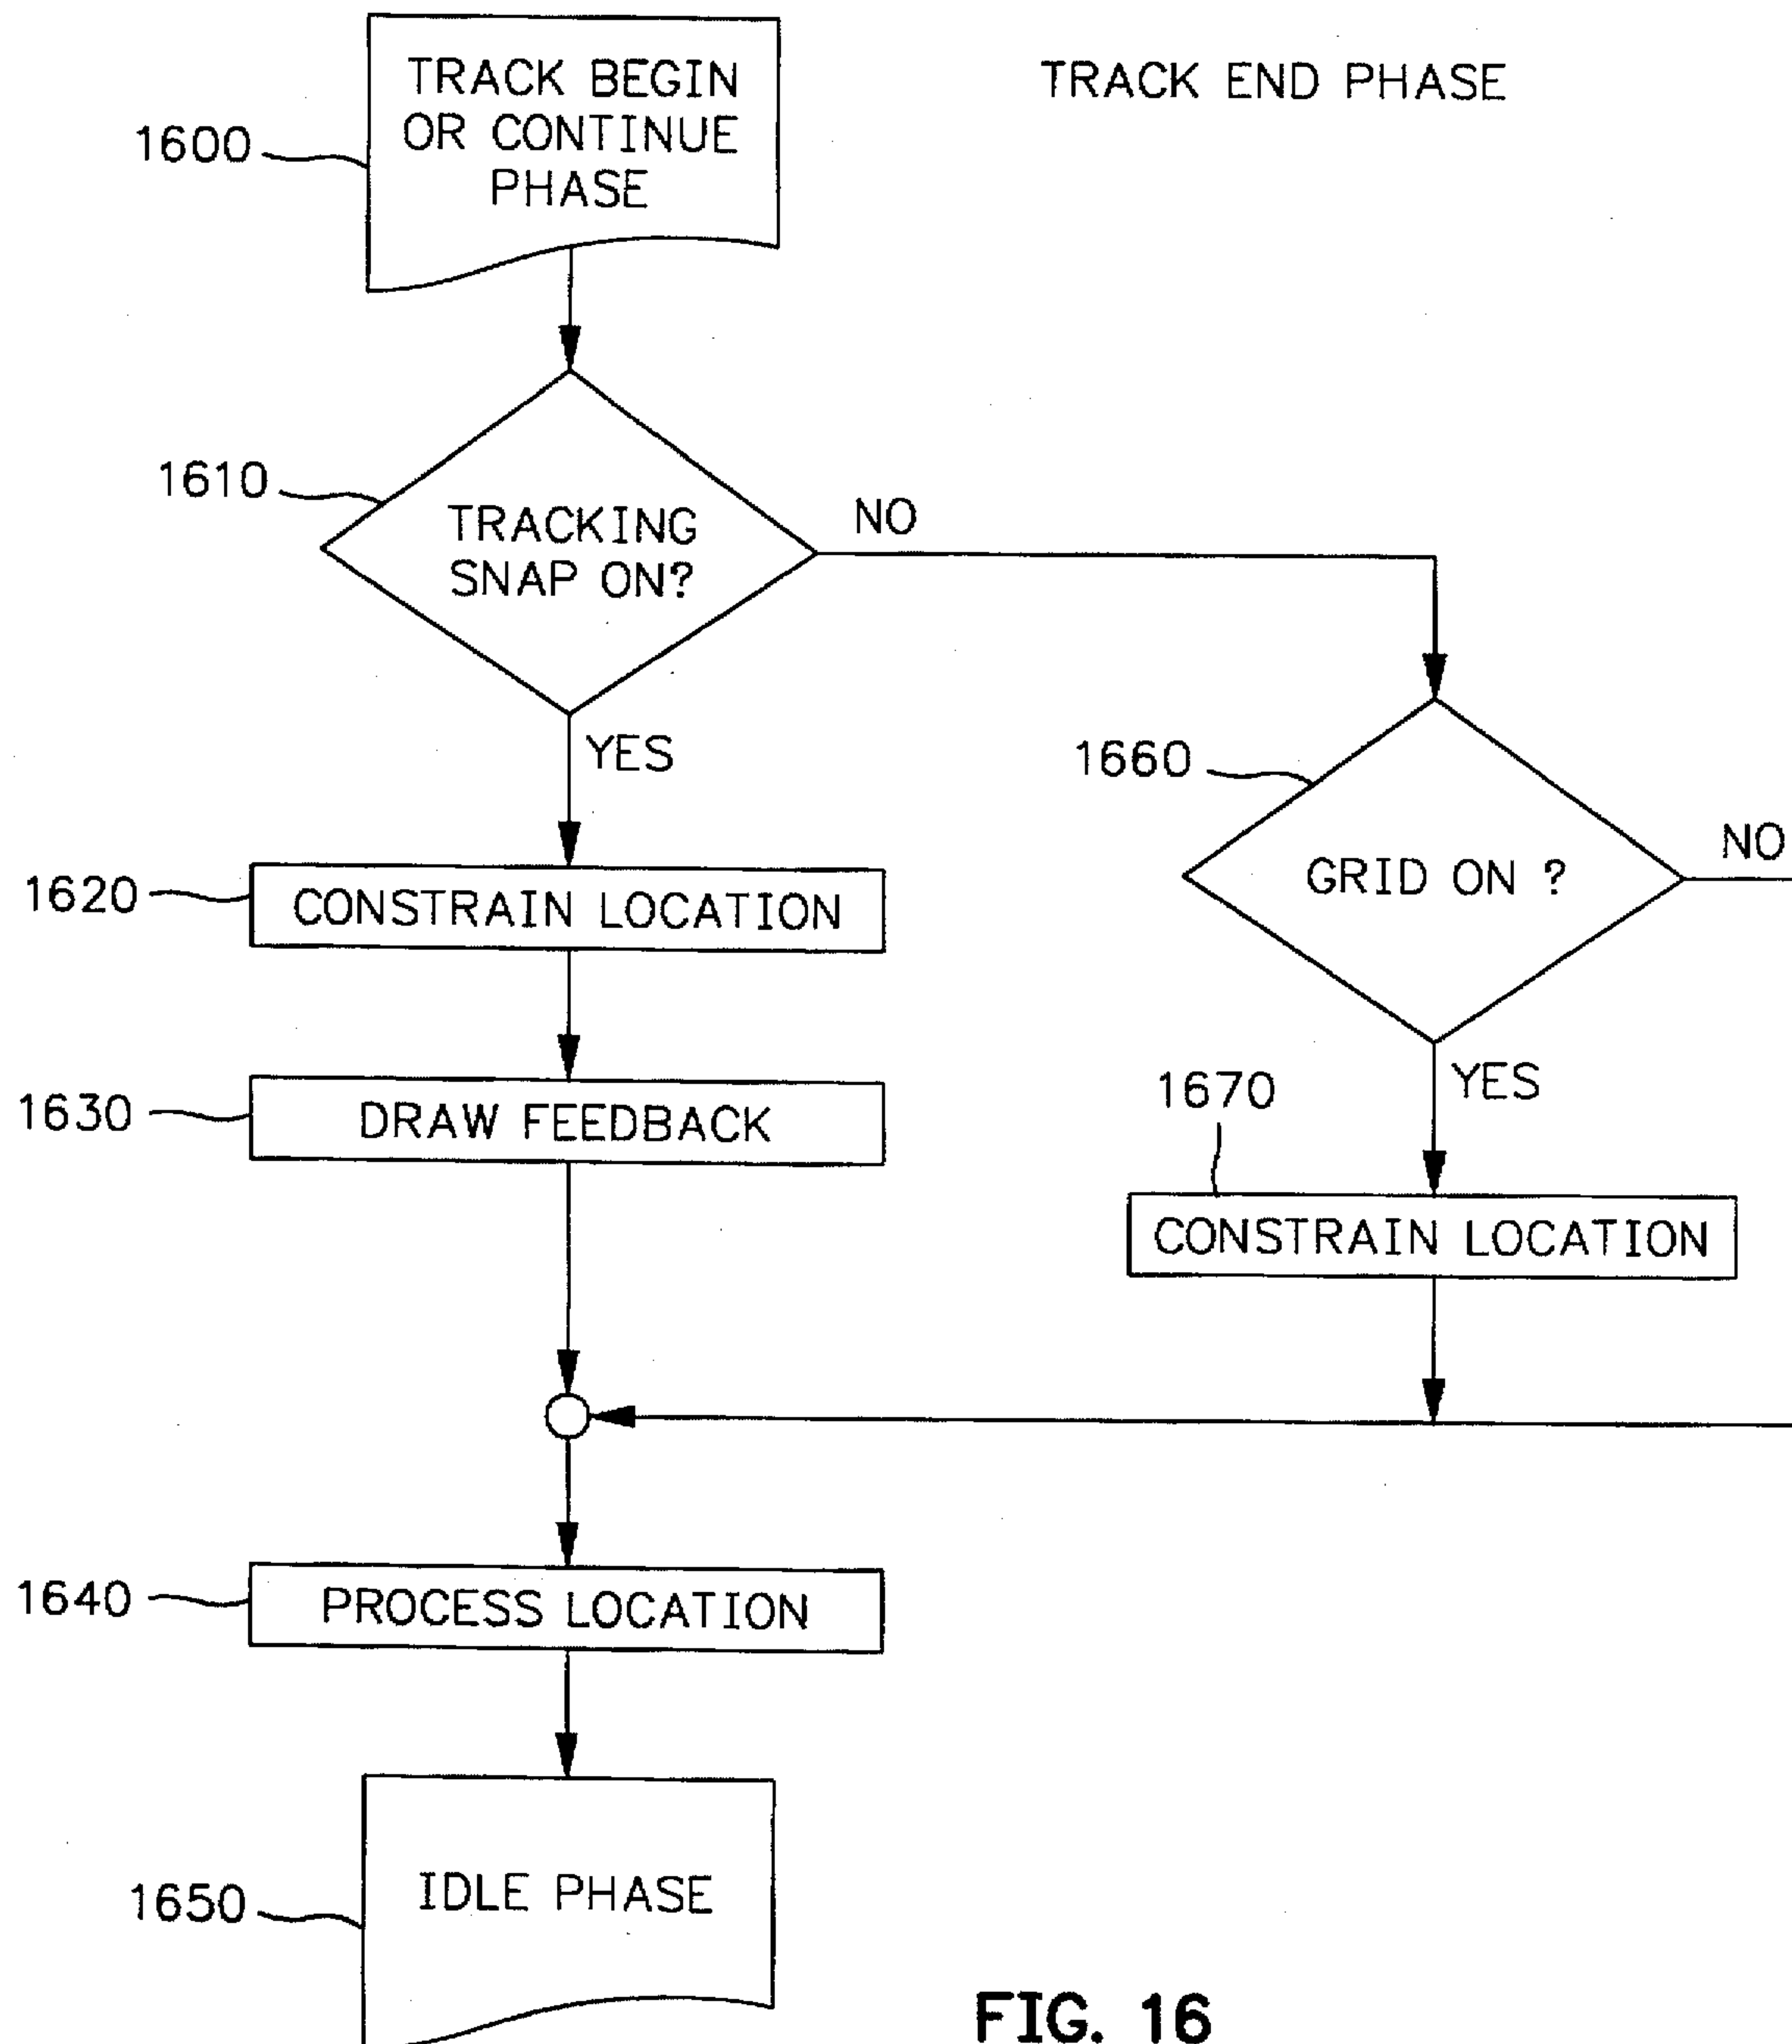 TRACK BEGIN
OR CONTINUE
PHASE
TRACK END PHASE
1600
1610
TRACKING
SNAP ON?
NO
YES
1660
GRID ON ?
NO
1620
CONSTRAIN LOCATION
YES
1630
DRAW FEEDBACK
1670
CONSTRAIN LOCATION
1640
PROCESS LOCATION
1650
IDLE PHASE
FIG. 16